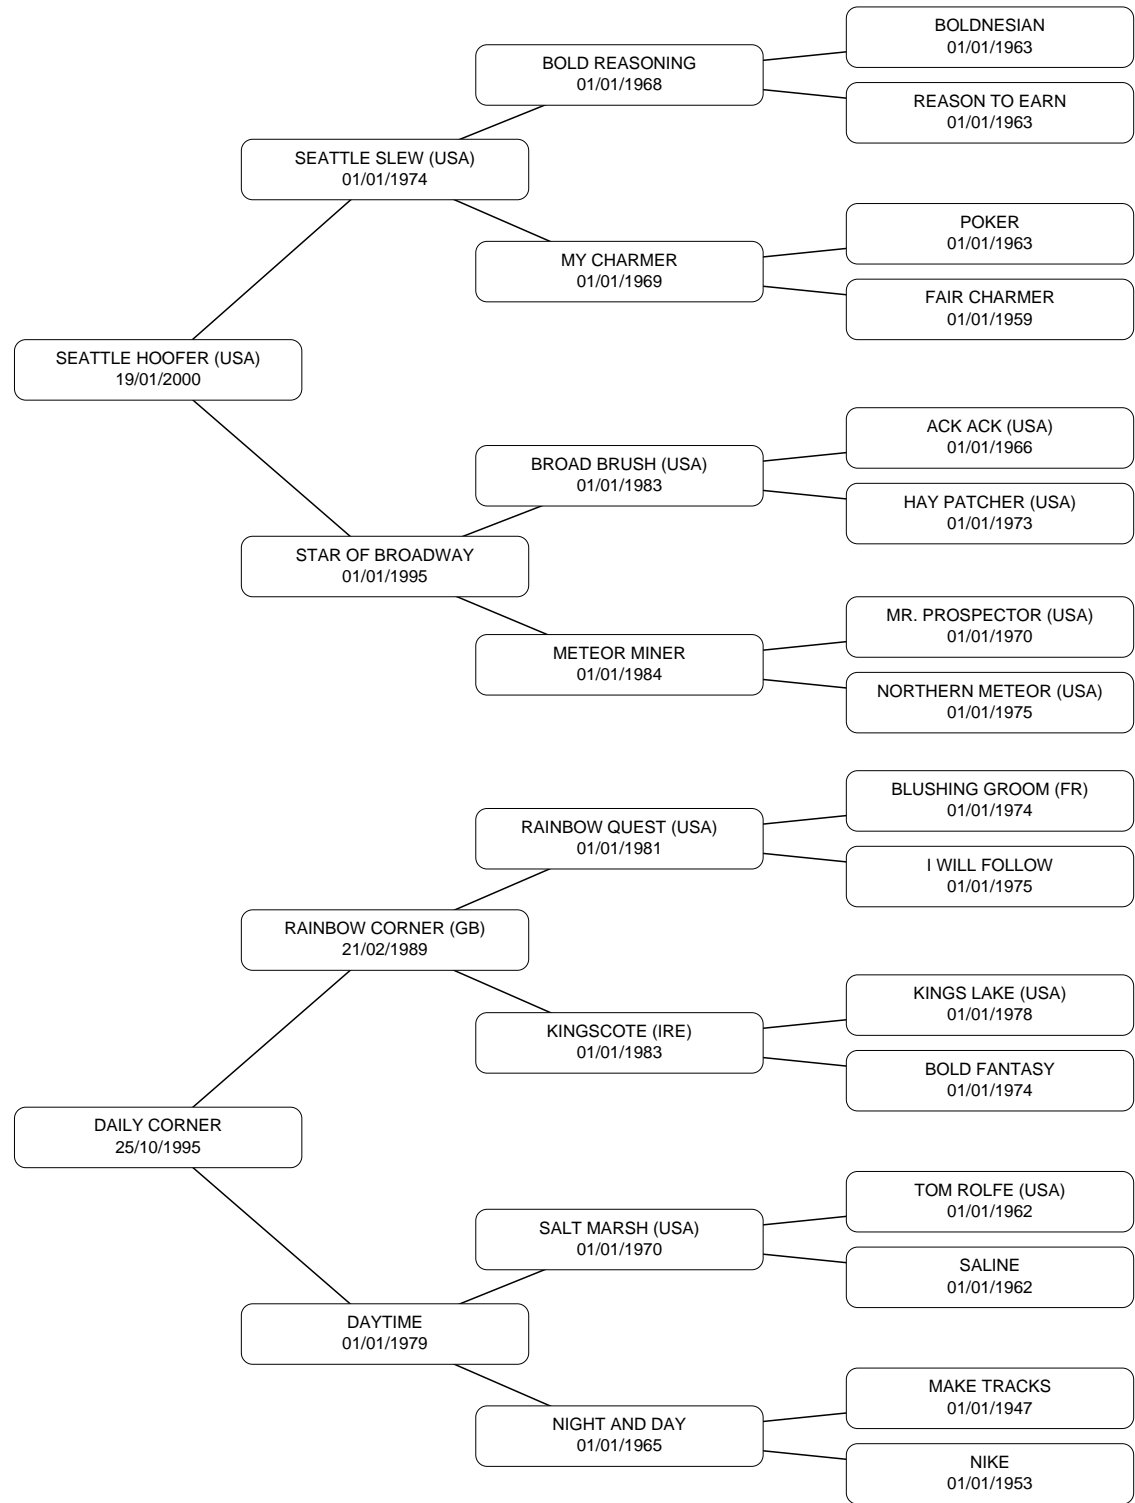 BOLDNESIAN
01/01/1963
BOLD REASONING
01/01/1968
REASON TO EARN
01/01/1963
SEATTLE SLEW (USA)
01/01/1974
POKER
01/01/1963
MY CHARMER
01/01/1969
FAIR CHARMER
01/01/1959
SEATTLE HOOFER (USA)
19/01/2000
ACK ACK (USA)
01/01/1966
BROAD BRUSH (USA)
01/01/1983
HAY PATCHER (USA)
01/01/1973
STAR OF BROADWAY
01/01/1995
MR. PROSPECTOR (USA)
01/01/1970
METEOR MINER
01/01/1984
NORTHERN METEOR (USA)
01/01/1975
BLUSHING GROOM (FR)
01/01/1974
RAINBOW QUEST (USA)
01/01/1981
I WILL FOLLOW
01/01/1975
RAINBOW CORNER (GB)
21/02/1989
KINGS LAKE (USA)
01/01/1978
KINGSCOTE (IRE)
01/01/1983
BOLD FANTASY
01/01/1974
DAILY CORNER
25/10/1995
TOM ROLFE (USA)
01/01/1962
SALT MARSH (USA)
01/01/1970
SALINE
01/01/1962
DAYTIME
01/01/1979
MAKE TRACKS
01/01/1947
NIGHT AND DAY
01/01/1965
NIKE
01/01/1953